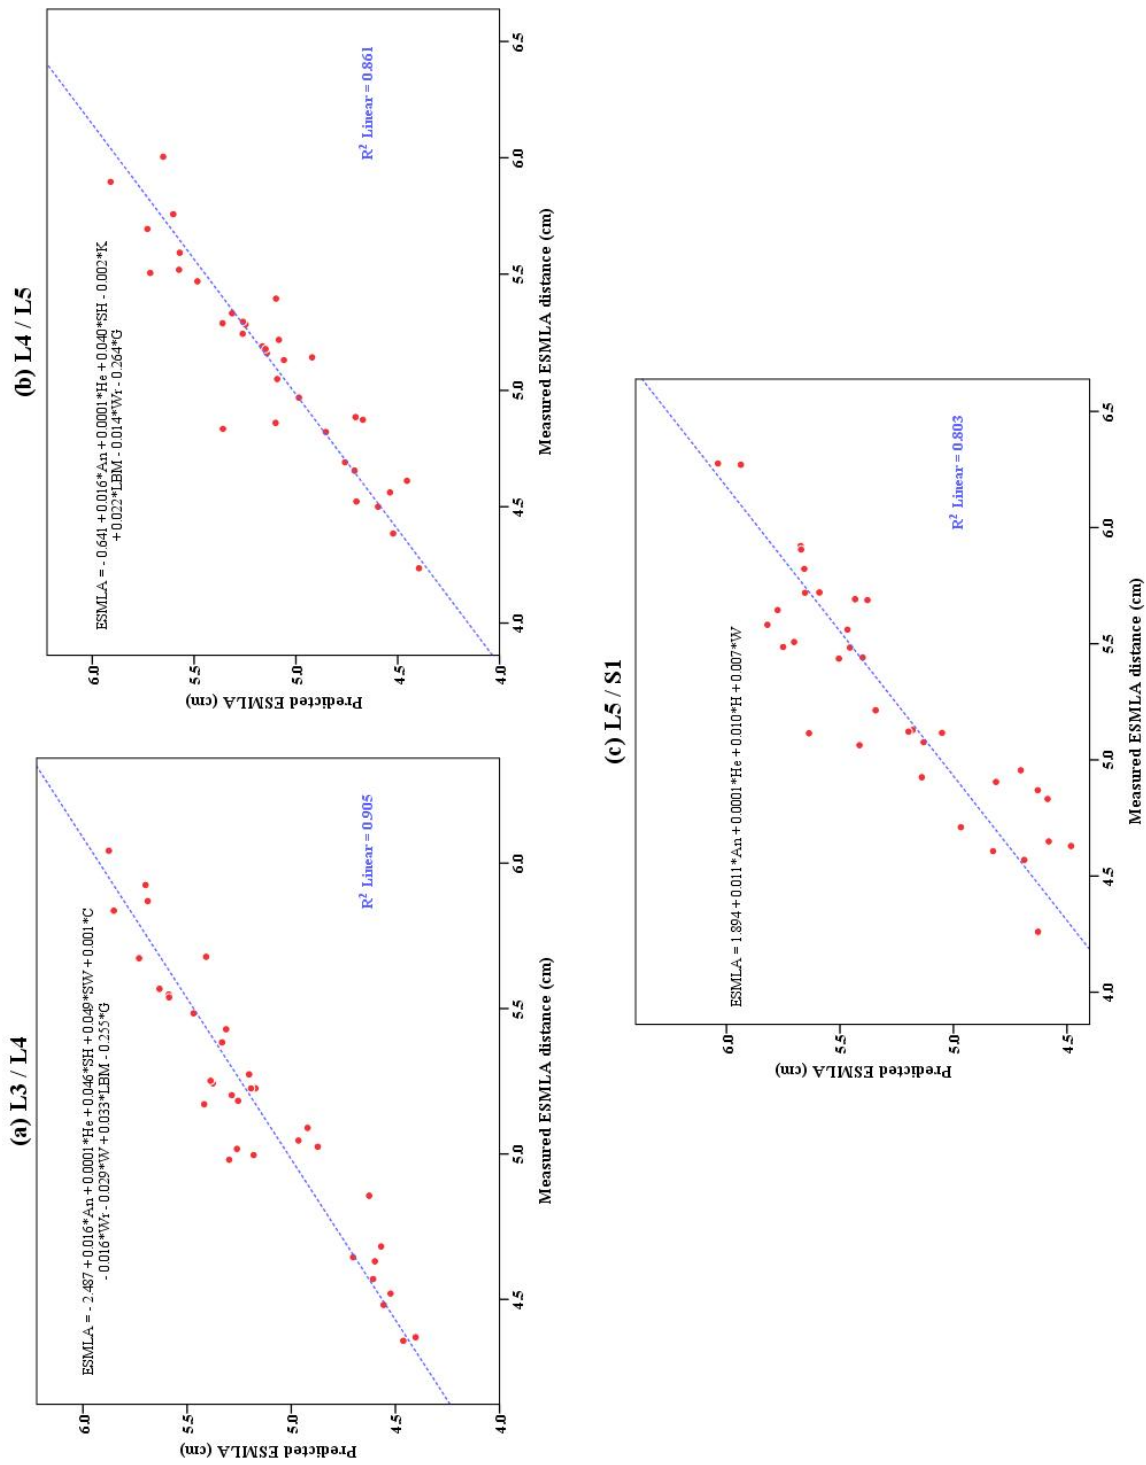 (a) L3 / L4
ESMLA = - 2.487 + 0.016*An + 0.0001*He + 0.046*SH + 0.049*SW + 0.001*C
- 0.016*Wr - 0.029*W + 0.033*LBM - 0.255*G
R² Linear = 0.905
Predicted ESMLA (cm)
6.0
5.5
5.0
4.5
4.0
4.5
5.0
5.5
6.0
Measured ESMLA distance (cm)
(b) L4 / L5
ESMLA = - 0.641 + 0.016*An + 0.0001*He + 0.040*SH - 0.002*K
+ 0.022*LBM - 0.014*Wr - 0.264*G
R² Linear = 0.861
Predicted ESMLA (cm)
6.0
5.5
5.0
4.5
4.0
4.0
4.5
5.0
5.5
6.0
6.5
Measured ESMLA distance (cm)
(c) L5 / S1
ESMLA = 1.894 + 0.011*An + 0.0001*He + 0.010*H + 0.007*W
R² Linear = 0.803
Predicted ESMLA (cm)
6.0
5.5
5.0
4.5
4.0
4.5
5.0
5.5
6.0
6.5
Measured ESMLA distance (cm)